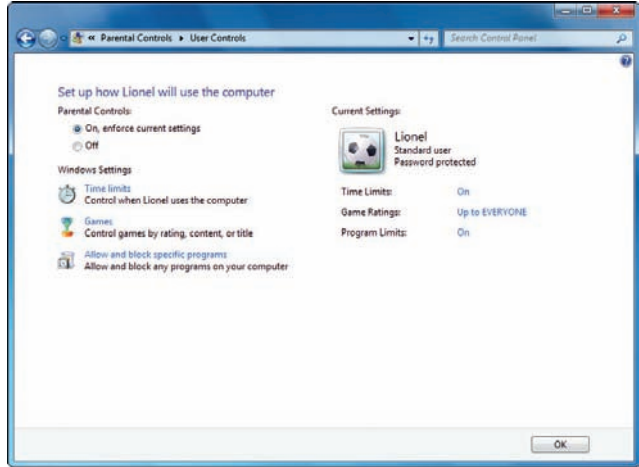 « Parental Controls ▸ User Controls
Search Control Panel
Set up how Lionel will use the computer
Parental Controls:
On, enforce current settings
Off
Windows Settings
Time limits
Control when Lionel uses the computer
Games
Control games by rating, content, or title
Allow and block specific programs
Allow and block any programs on your computer
Current Settings:
Lionel
Standard user
Password protected
Time Limits: On
Game Ratings: Up to EVERYONE
Program Limits: On
OK